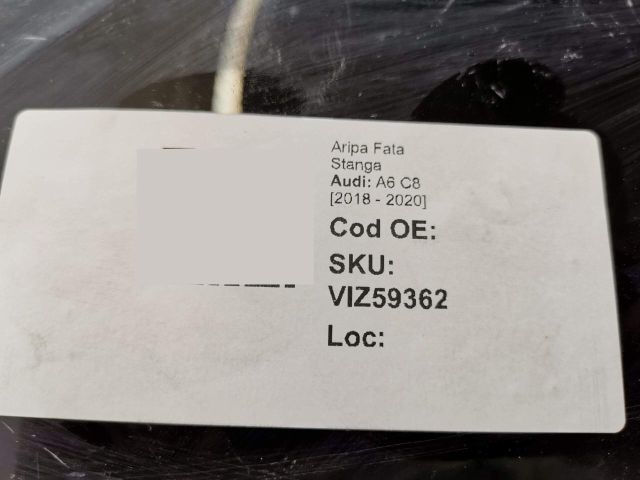 Aripa Fata
Stanga
Audi: A6 C8
[2018 - 2020]
Cod OE:
SKU:
VIZ59362
Loc: